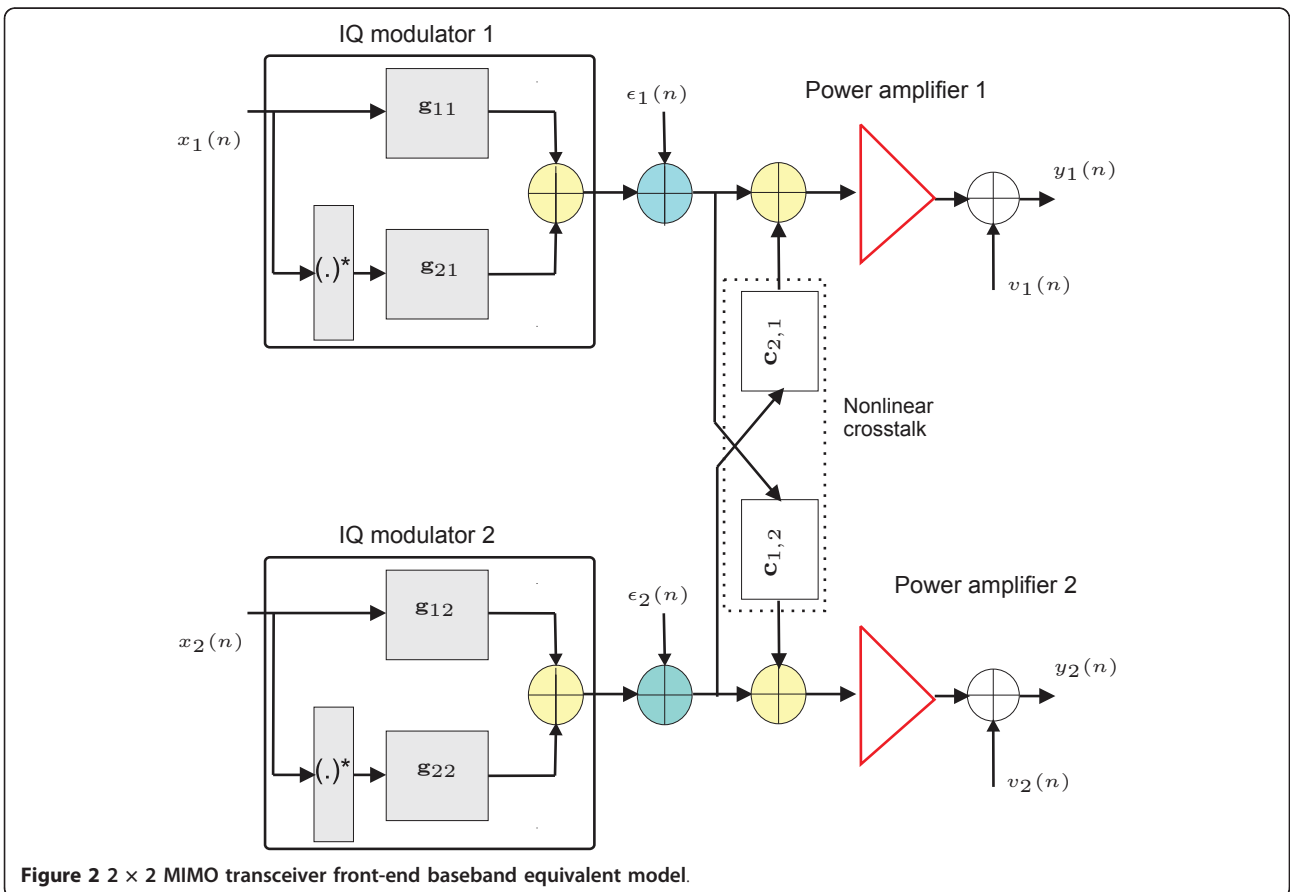 IQ modulator 1
g11
ϵ1(n)
Power amplifier 1
x1(n)
y1(n)
(.)*
g21
v1(n)
c2,1
Nonlinear
crosstalk
c1,2
IQ modulator 2
g12
ϵ2(n)
Power amplifier 2
x2(n)
y2(n)
(.)*
g22
v2(n)
Figure 2 2 × 2 MIMO transceiver front-end baseband equivalent model.